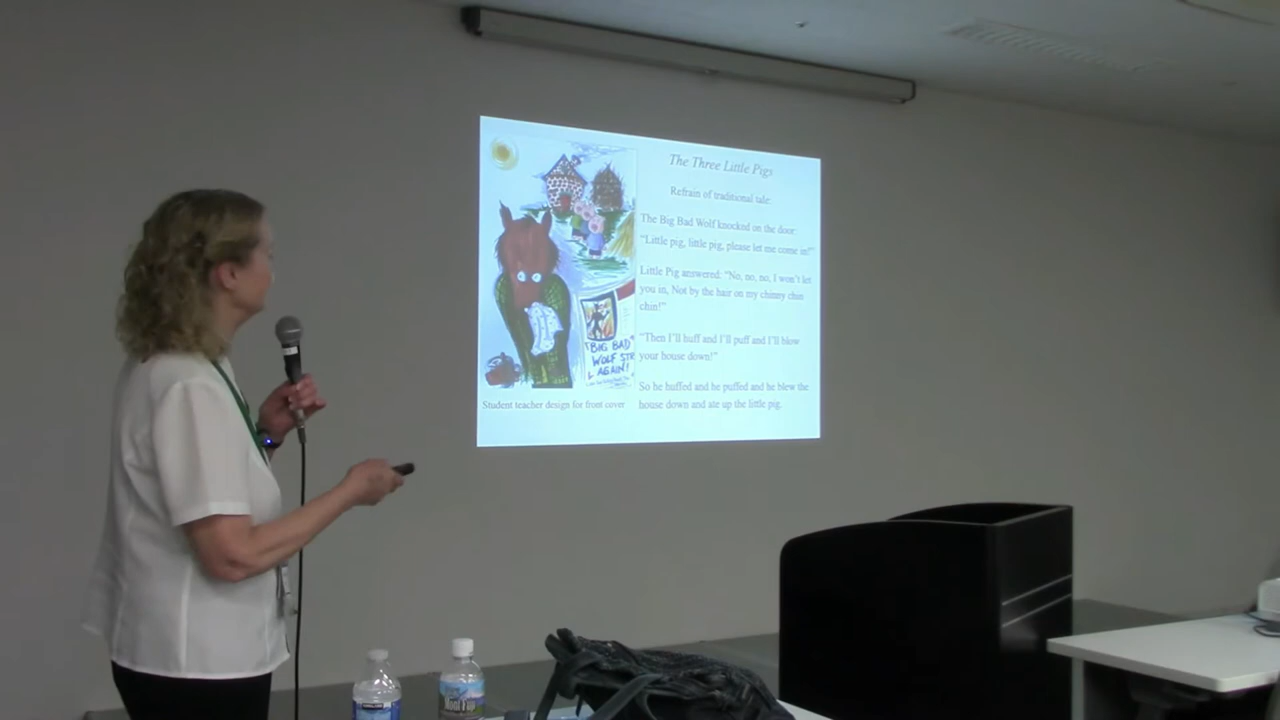 The Three Little Pigs
Refrain of traditional tale:
The Big Bad Wolf knocknd on the door:
"Little pig, little pig, please let me come in!"
Little Pig answered: "No, no, no, I won't let
you in, Not by the hair on my chinny chin
chin!"
"Then I'll huff and I'll puff and I'll blow
your house down!"
So he huffed and he puffed and he blew the
house down and ate up the little pig.
"BIG BAD"
WOLF STR
AGAIN!
Student teacher design for front cover